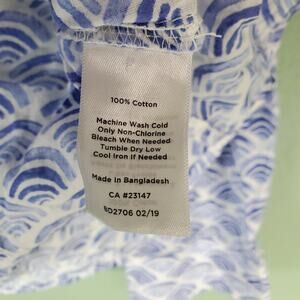 100% Cotton
Machine Wash Cold
Only Non-Chlorine
Bleach When Needed
Tumble Dry Low
Cool Iron If Needed
Made in Bangladesh
CA #23147
BD2706 02/19